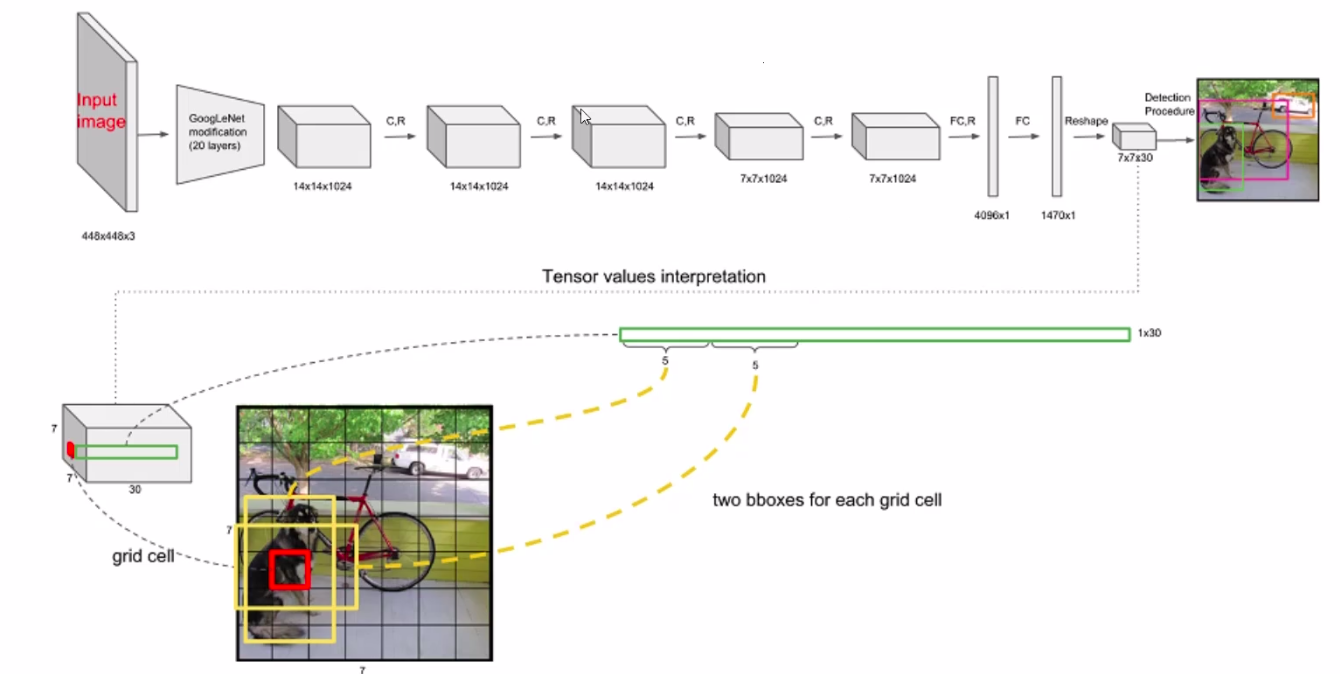 Input
image
448x448x3
GoogLeNet
modification
(20 layers)
14x14x1024
C,R
14x14x1024
C,R
14x14x1024
C,R
7x7x1024
C,R
7x7x1024
FC,R
4096x1
FC
1470x1
Reshape
7x7x30
Detection
Procedure
Tensor values interpretation
1x30
5
5
7
7
30
grid cell
7
7
two bboxes for each grid cell